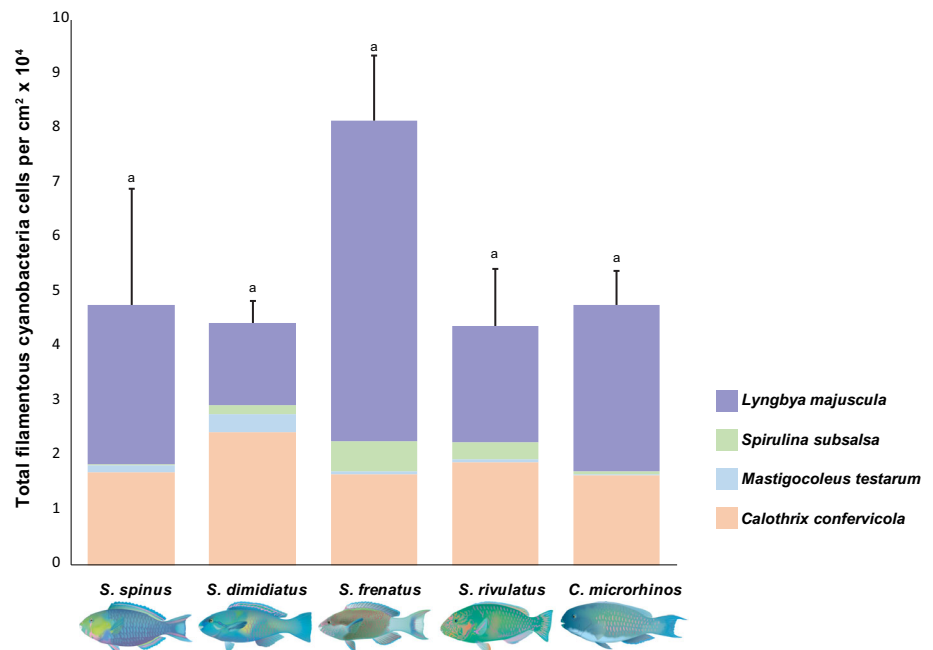 Total filamentous cyanobacteria cells per cm² x 10⁴
10
9
8
7
6
5
4
3
2
1
0
a
a
a
a
a
S. spinus
S. dimidiatus
S. frenatus
S. rivulatus
C. microrhinos
Lyngbya majuscula
Spirulina subsalsa
Mastigocoleus testarum
Calothrix confervicola